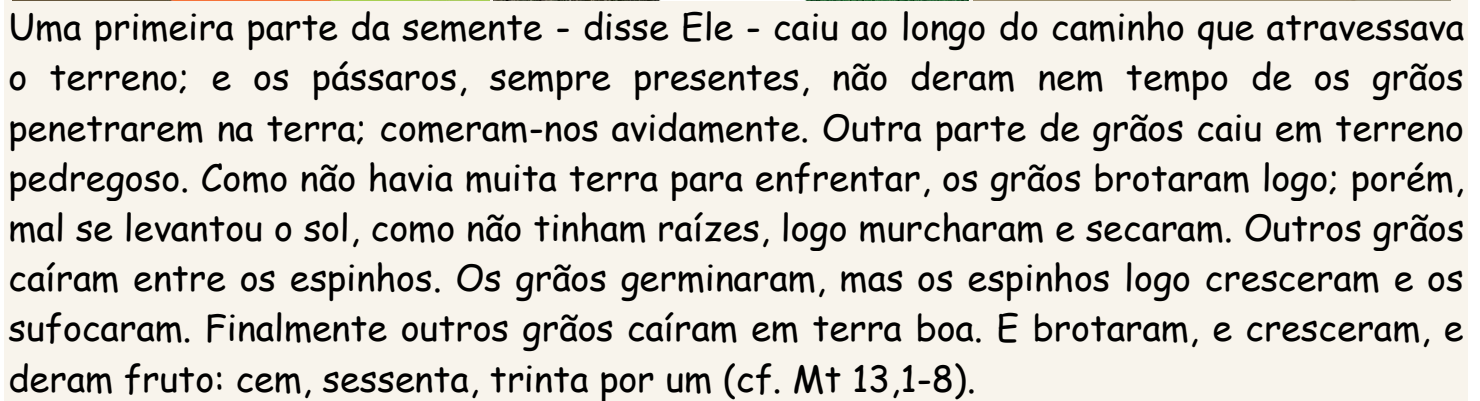 Uma primeira parte da semente - disse Ele - caiu ao longo do caminho que atravessava
o terreno; e os pássaros, sempre presentes, não deram nem tempo de os grãos
penetrarem na terra; comeram-nos avidamente. Outra parte de grãos caiu em terreno
pedregoso. Como não havia muita terra para enfrentar, os grãos brotaram logo; porém,
mal se levantou o sol, como não tinham raízes, logo murcharam e secaram. Outros grãos
caíram entre os espinhos. Os grãos germinaram, mas os espinhos logo cresceram e os
sufocaram. Finalmente outros grãos caíram em terra boa. E brotaram, e cresceram, e
deram fruto: cem, sessenta, trinta por um (cf. Mt 13,1-8).